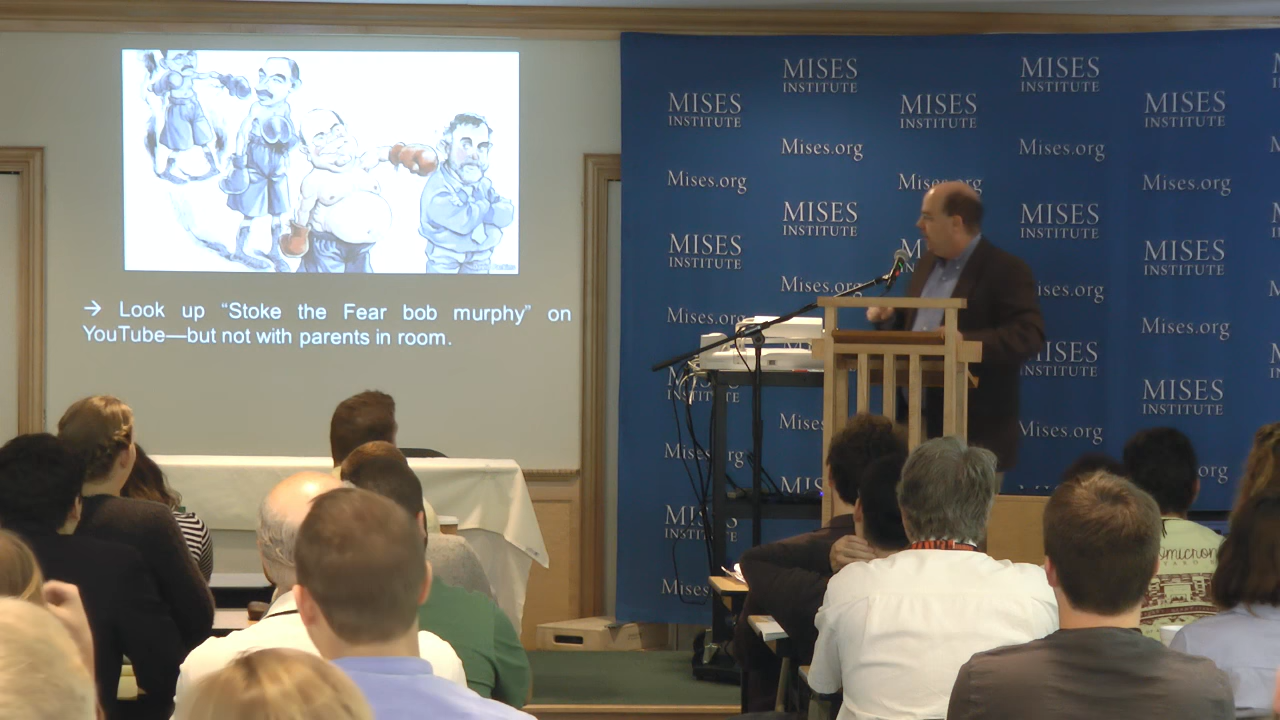 → Look up “Stoke the Fear bob murphy” on
YouTube—but not with parents in room.
MISES
INSTITUTE
MISES
INSTITUTE
MISES
INSTITUTE
MISES
INSTITUTE
MISES
INSTITUTE
Mises.org
Mises.org
Mises.org
Mises.org
Mises.org
MISES
INSTITUTE
MISES
INSTITUTE
MISES
INSTITUTE
MISES
INSTITUTE
Mises.org
Mises.org
Mises.org
MISES
INSTITUTE
Mises.org